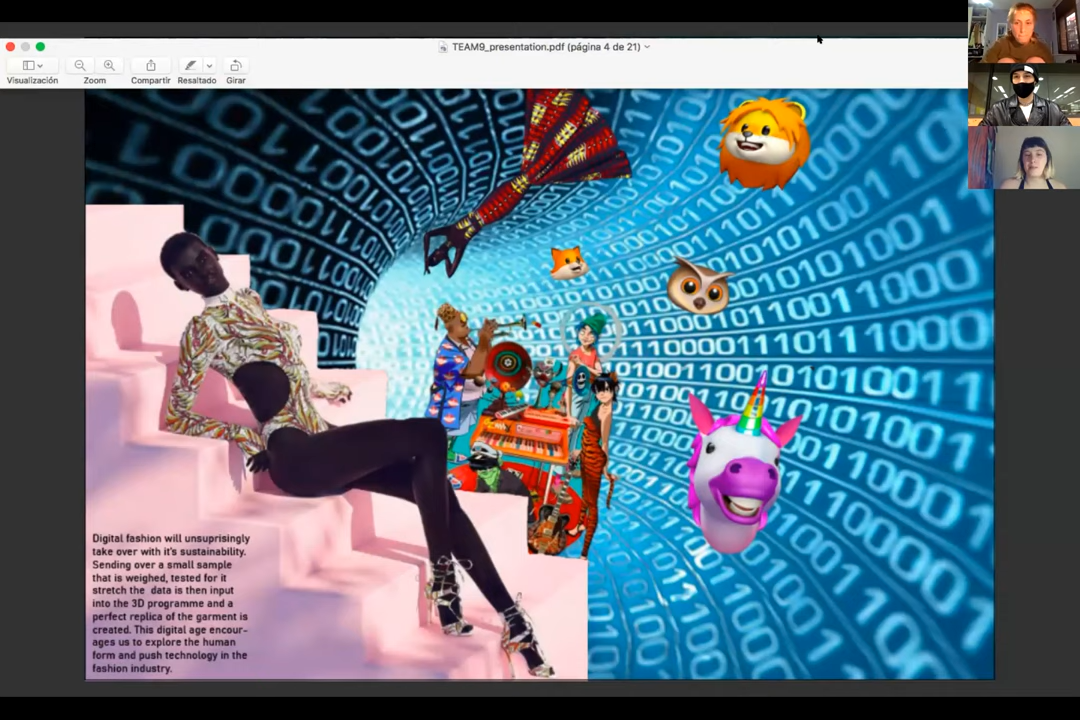 TEAM9_presentation.pdf (página 4 de 21)
Visualización
Zoom
Compartir
Resaltado
Girar
Digital fashion will unsuprisingly
take over with it's sustainability.
Sending over a small sample
that is weighed, tested for it
stretch the data is then input
into the 3D programme and a
perfect replica of the garment is
created. This digital age encour-
ages us to explore the human
form and push technology in the
fashion industry.